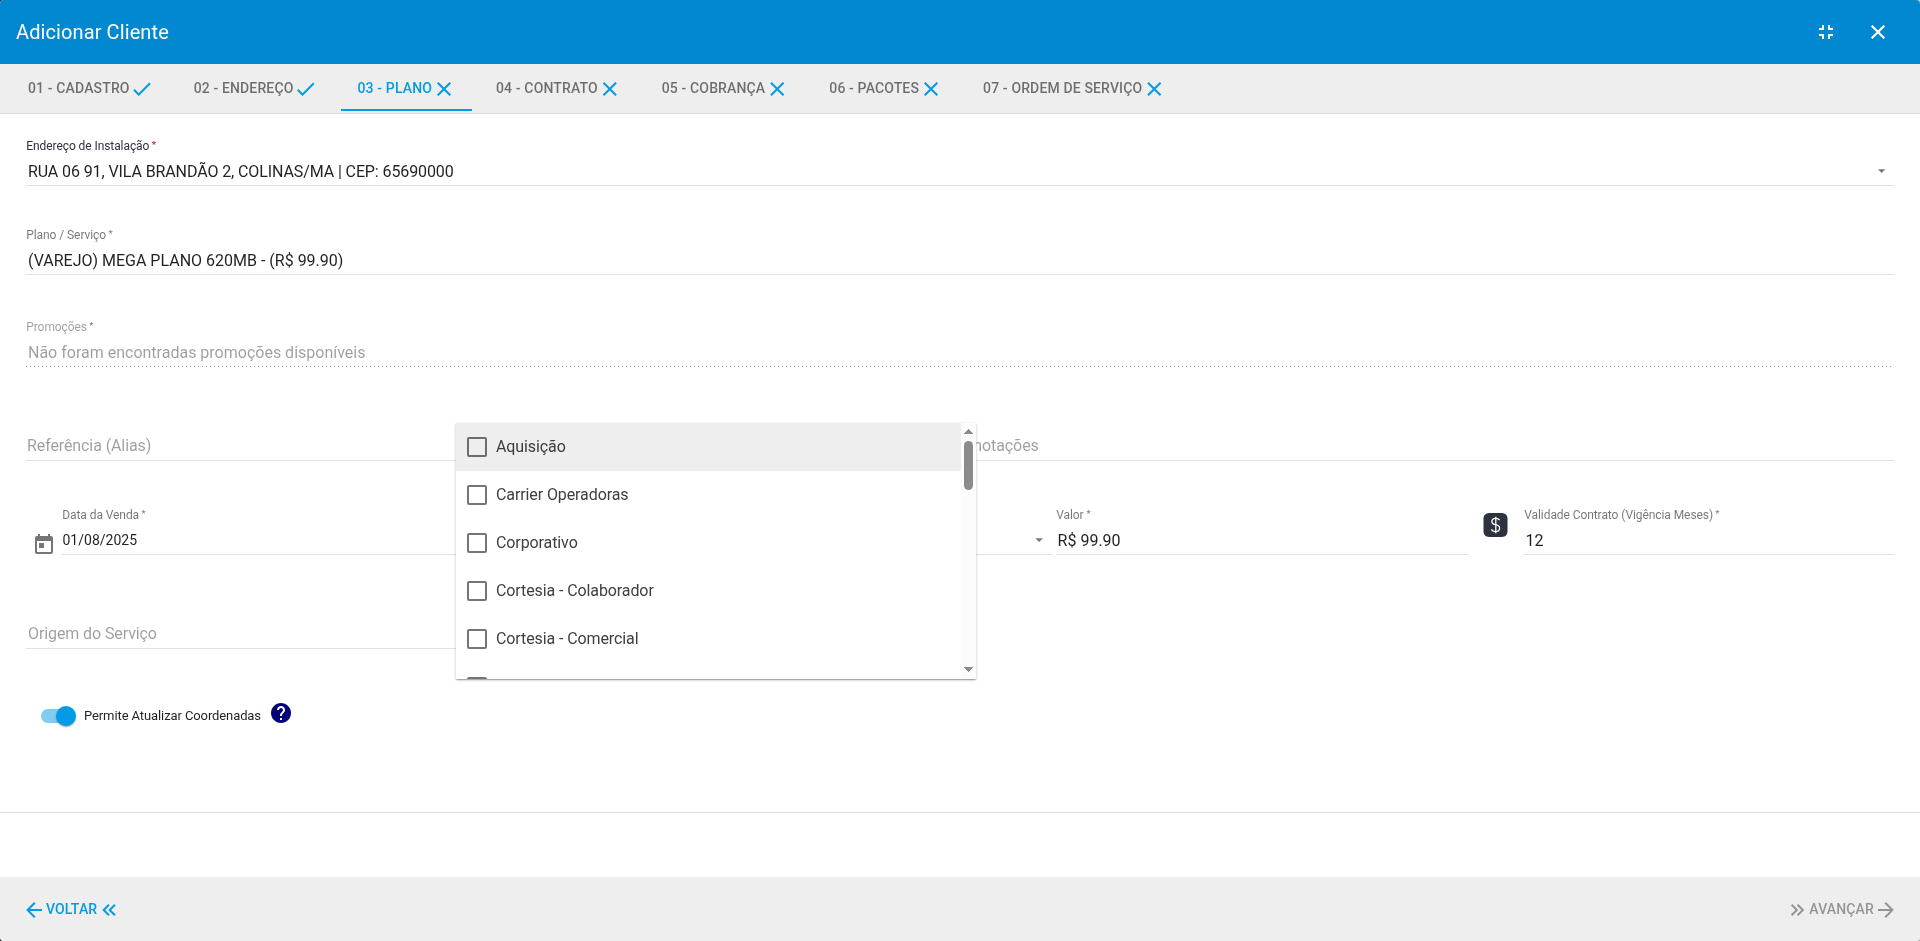 Adicionar Cliente
01 - CADASTRO 02 - ENDEREÇO 03 - PLANO 04 - CONTRATO 05 - COBRANÇA 06 - PACOTES 07 - ORDEM DE SERVIÇO
Endereço de Instalação *
RUA 06 91, VILA BRANDÃO 2, COLINAS/MA | CEP: 65690000
Plano / Serviço *
(VAREJO) MEGA PLANO 620MB - (R$ 99.90)
Promoções *
Não foram encontradas promoções disponíveis
Referência (Alias)
notações
Aquisição
Carrier Operadoras
Corporativo
Cortesia - Colaborador
Cortesia - Comercial
Data da Venda *
01/08/2025
Valor *
R$ 99.90
$
Validade Contrato (Vigência Meses) *
12
Origem do Serviço
Permite Atualizar Coordenadas ?
VOLTAR
AVANÇAR